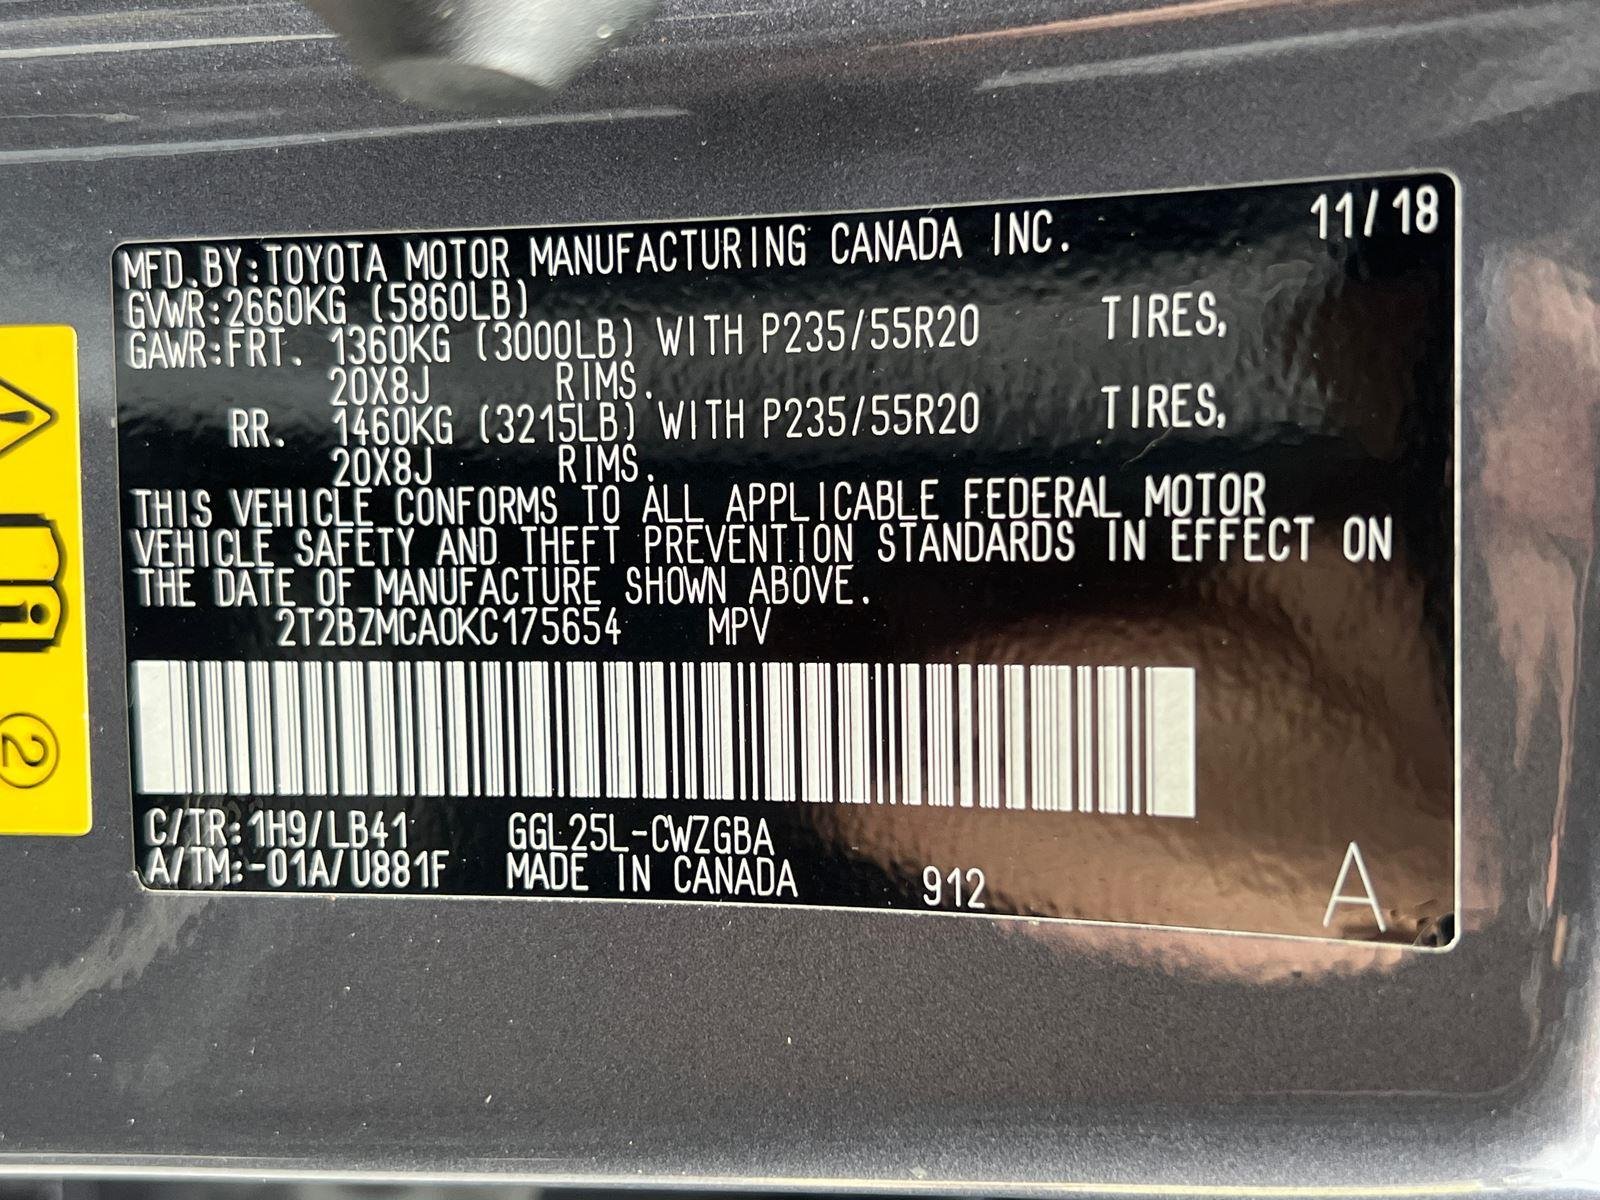 MFD.BY:TOYOTA MOTOR MANUFACTURING CANADA INC. 11/18
GVWR:2660KG (5860LB)
GAWR:FRT. 1360KG (3000LB) WITH P235/55R20 TIRES,
20X8J RIMS.
RR. 1460KG (3215LB) WITH P235/55R20 TIRES,
20X8J RIMS.
THIS VEHICLE CONFORMS TO ALL APPLICABLE FEDERAL MOTOR
VEHICLE SAFETY AND THEFT PREVENTION STANDARDS IN EFFECT ON
THE DATE OF MANUFACTURE SHOWN ABOVE.
2T2BZMCA0KC175654 MPV
C/TR:1H9/LB41 GGL25L-CWZGBA
A/TM:-01A/U881F MADE IN CANADA 912 A
2